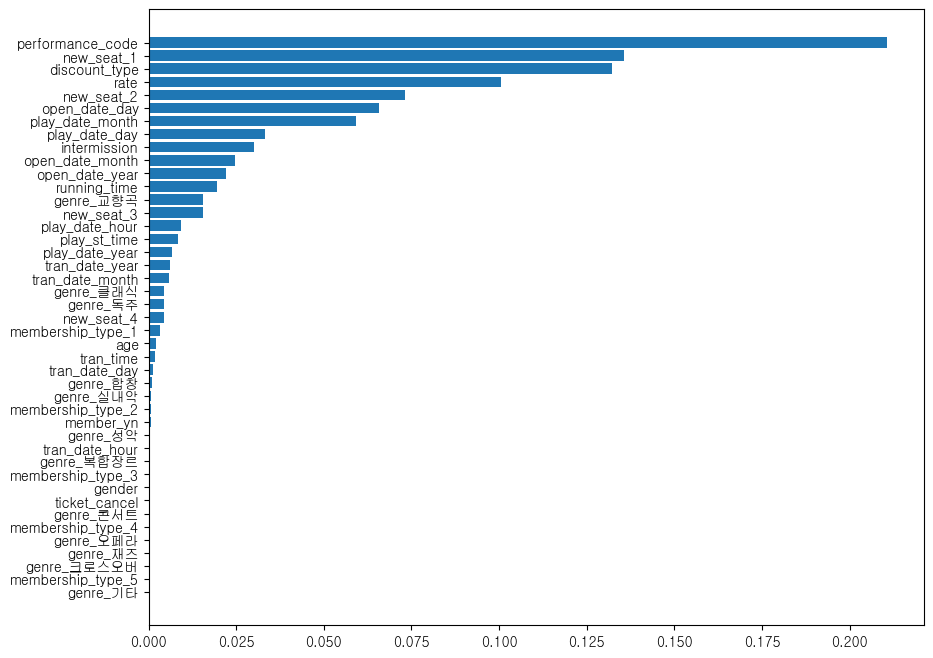 performance_code
new_seat_1
discount_type
rate
new_seat_2
open_date_day
play_date_month
play_date_day
intermission
open_date_month
open_date_year
running_time
genre_교향곡
new_seat_3
play_date_hour
play_st_time
play_date_year
tran_date_year
tran_date_month
genre_클래식
genre_독주
new_seat_4
membership_type_1
age
tran_time
tran_date_day
genre_합창
genre_실내악
membership_type_2
member_yn
genre_성악
tran_date_hour
genre_복합장르
membership_type_3
gender
ticket_cancel
genre_콘서트
membership_type_4
genre_오페라
genre_재즈
genre_크로스오버
membership_type_5
genre_기타
0.000 0.025 0.050 0.075 0.100 0.125 0.150 0.175 0.200